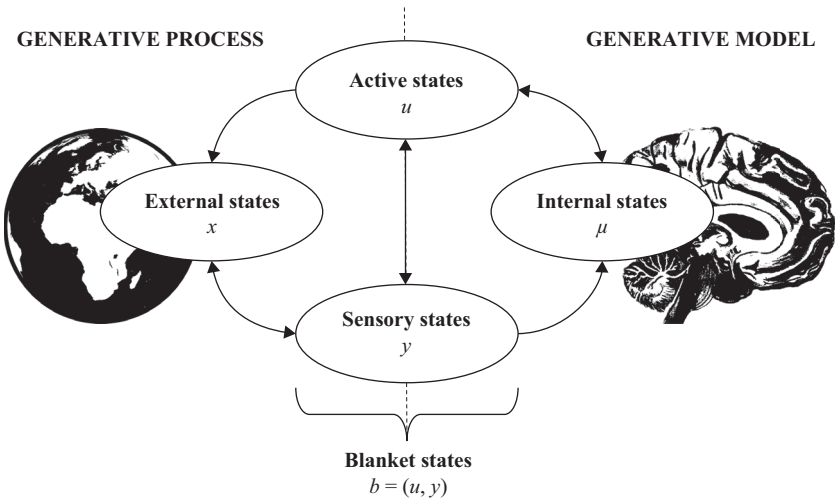 GENERATIVE PROCESS
GENERATIVE MODEL
Active states
u
External states
x
Internal states
μ
Sensory states
y
Blanket states
b = (u, y)